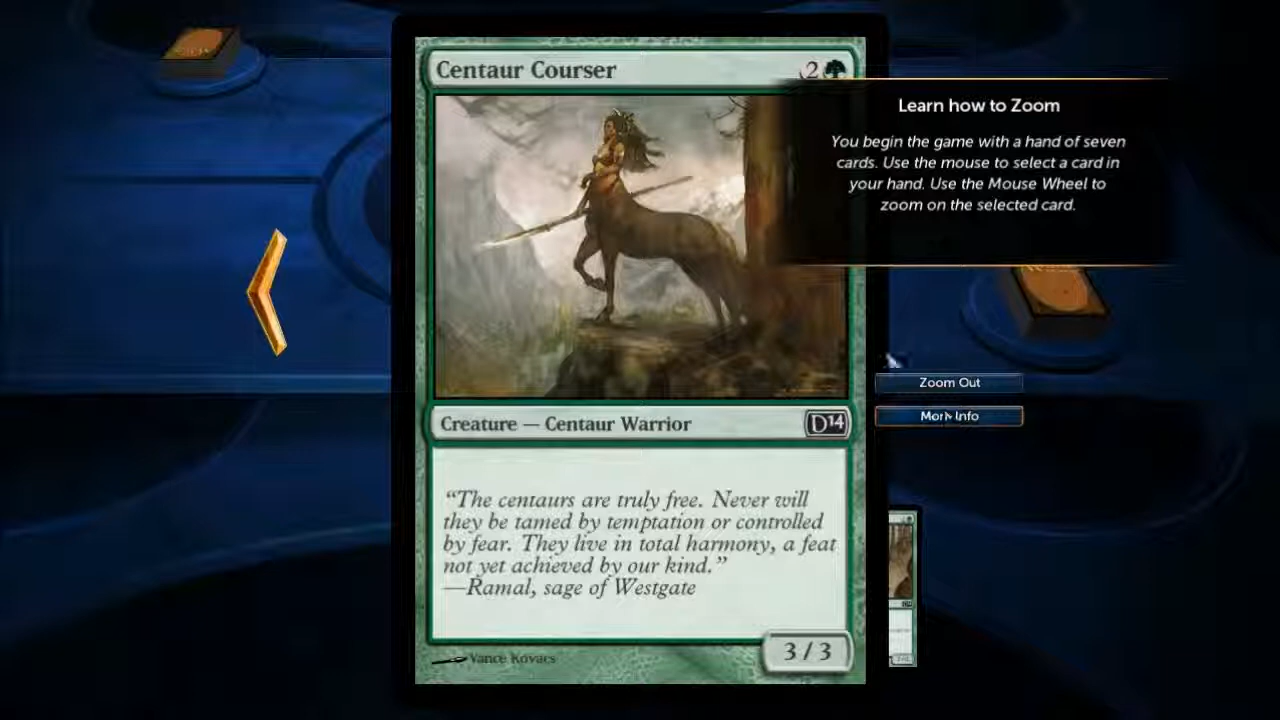 Centaur Courser
2
Learn how to Zoom
You begin the game with a hand of seven
cards. Use the mouse to select a card in
your hand. Use the Mouse Wheel to
zoom on the selected card.
Zoom Out
More Info
Creature — Centaur Warrior
D14
“The centaurs are truly free. Never will
they be tamed by temptation or controlled
by fear. They live in total harmony, a feat
not yet achieved by our kind.”
—Ramal, sage of Westgate
3 / 3
Vance Kovacs